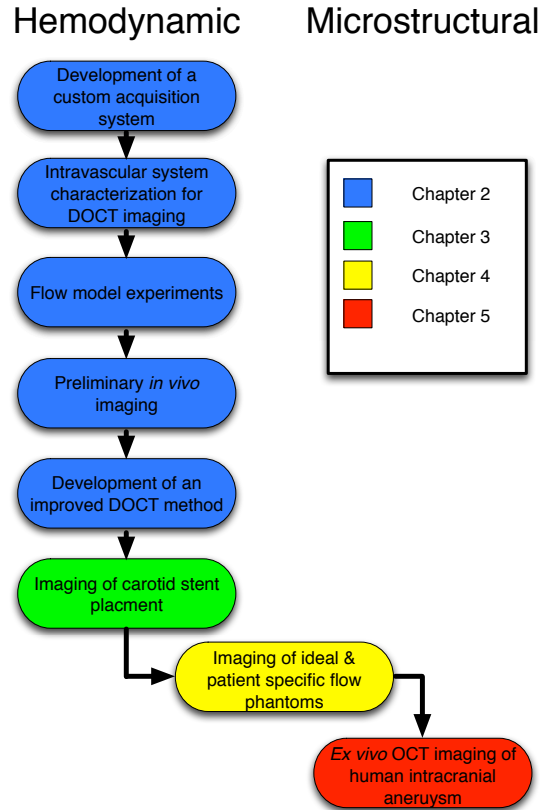 Hemodynamic
Microstructural
Development of a
custom acquisition
system
Intravascular system
characterization for
DOCT imaging
Flow model experiments
Preliminary in vivo
imaging
Development of an
improved DOCT method
Imaging of carotid stent
placment
Imaging of ideal &
patient specific flow
phantoms
Ex vivo OCT imaging of
human intracranial
aneruysm
Chapter 2
Chapter 3
Chapter 4
Chapter 5